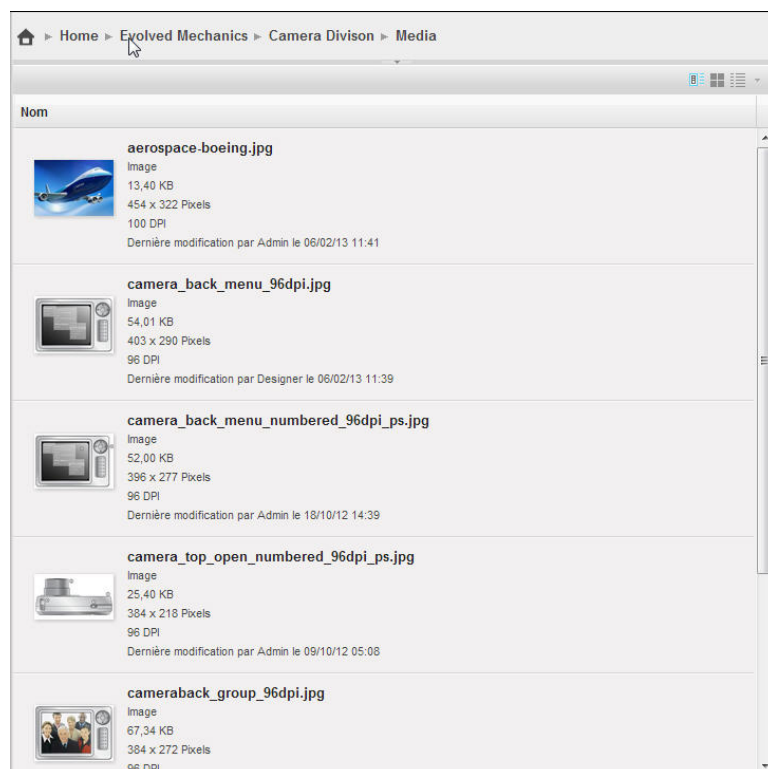 Home Evolved Mechanics Camera Divison Media
Nom
aerospace-boeing.jpg
Image
13,40 KB
454 x 322 Pixels
100 DPI
Dernière modification par Admin le 06/02/13 11:41
camera_back_menu_96dpi.jpg
Image
54,01 KB
403 x 290 Pixels
96 DPI
Dernière modification par Designer le 06/02/13 11:39
camera_back_menu_numbered_96dpi_ps.jpg
Image
52,00 KB
396 x 277 Pixels
96 DPI
Dernière modification par Admin le 18/10/12 14:39
camera_top_open_numbered_96dpi_ps.jpg
Image
25,40 KB
384 x 218 Pixels
96 DPI
Dernière modification par Admin le 09/10/12 05:08
cameraback_group_96dpi.jpg
Image
67,34 KB
384 x 272 Pixels
96 DPI